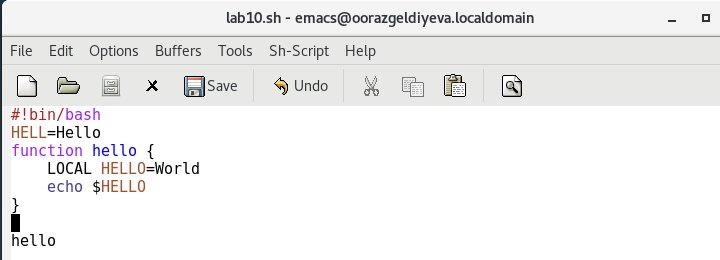 lab10.sh - emacs@oorazgeldiyeva.localdomain
File Edit Options Buffers Tools Sh-Script Help
Save Undo
#!bin/bash
HELL=Hello
function hello {
    LOCAL HELLO=World
    echo $HELLO
}
hello